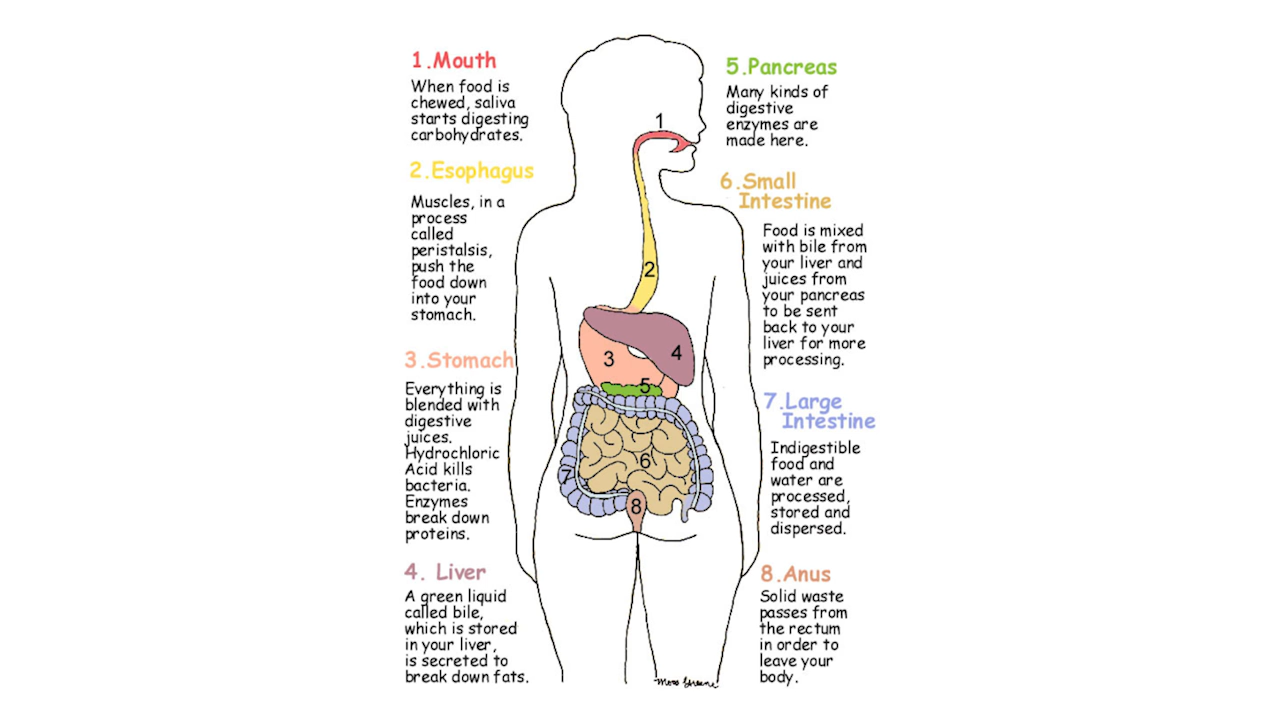 1.Mouth
When food is
chewed, saliva
starts digesting
carbohydrates.
2.Esophagus
Muscles, in a
process
called
peristalsis,
push the
food down
into your
stomach.
3.Stomach
Everything is
blended with
digestive
juices.
Hydrochloric
Acid kills
bacteria.
Enzymes
break down
proteins.
4. Liver
A green liquid
called bile,
which is stored
in your liver,
is secreted to
break down fats.
1
2
3
4
5
6
7
8
5.Pancreas
Many kinds of
digestive
enzymes are
made here.
6.Small
Intestine
Food is mixed
with bile from
your liver and
juices from
your pancreas
to be sent
back to your
liver for more
processing.
7.Large
Intestine
Indigestible
food and
water are
processed,
stored and
dispersed.
8.Anus
Solid waste
passes from
the rectum
in order to
leave your
body.